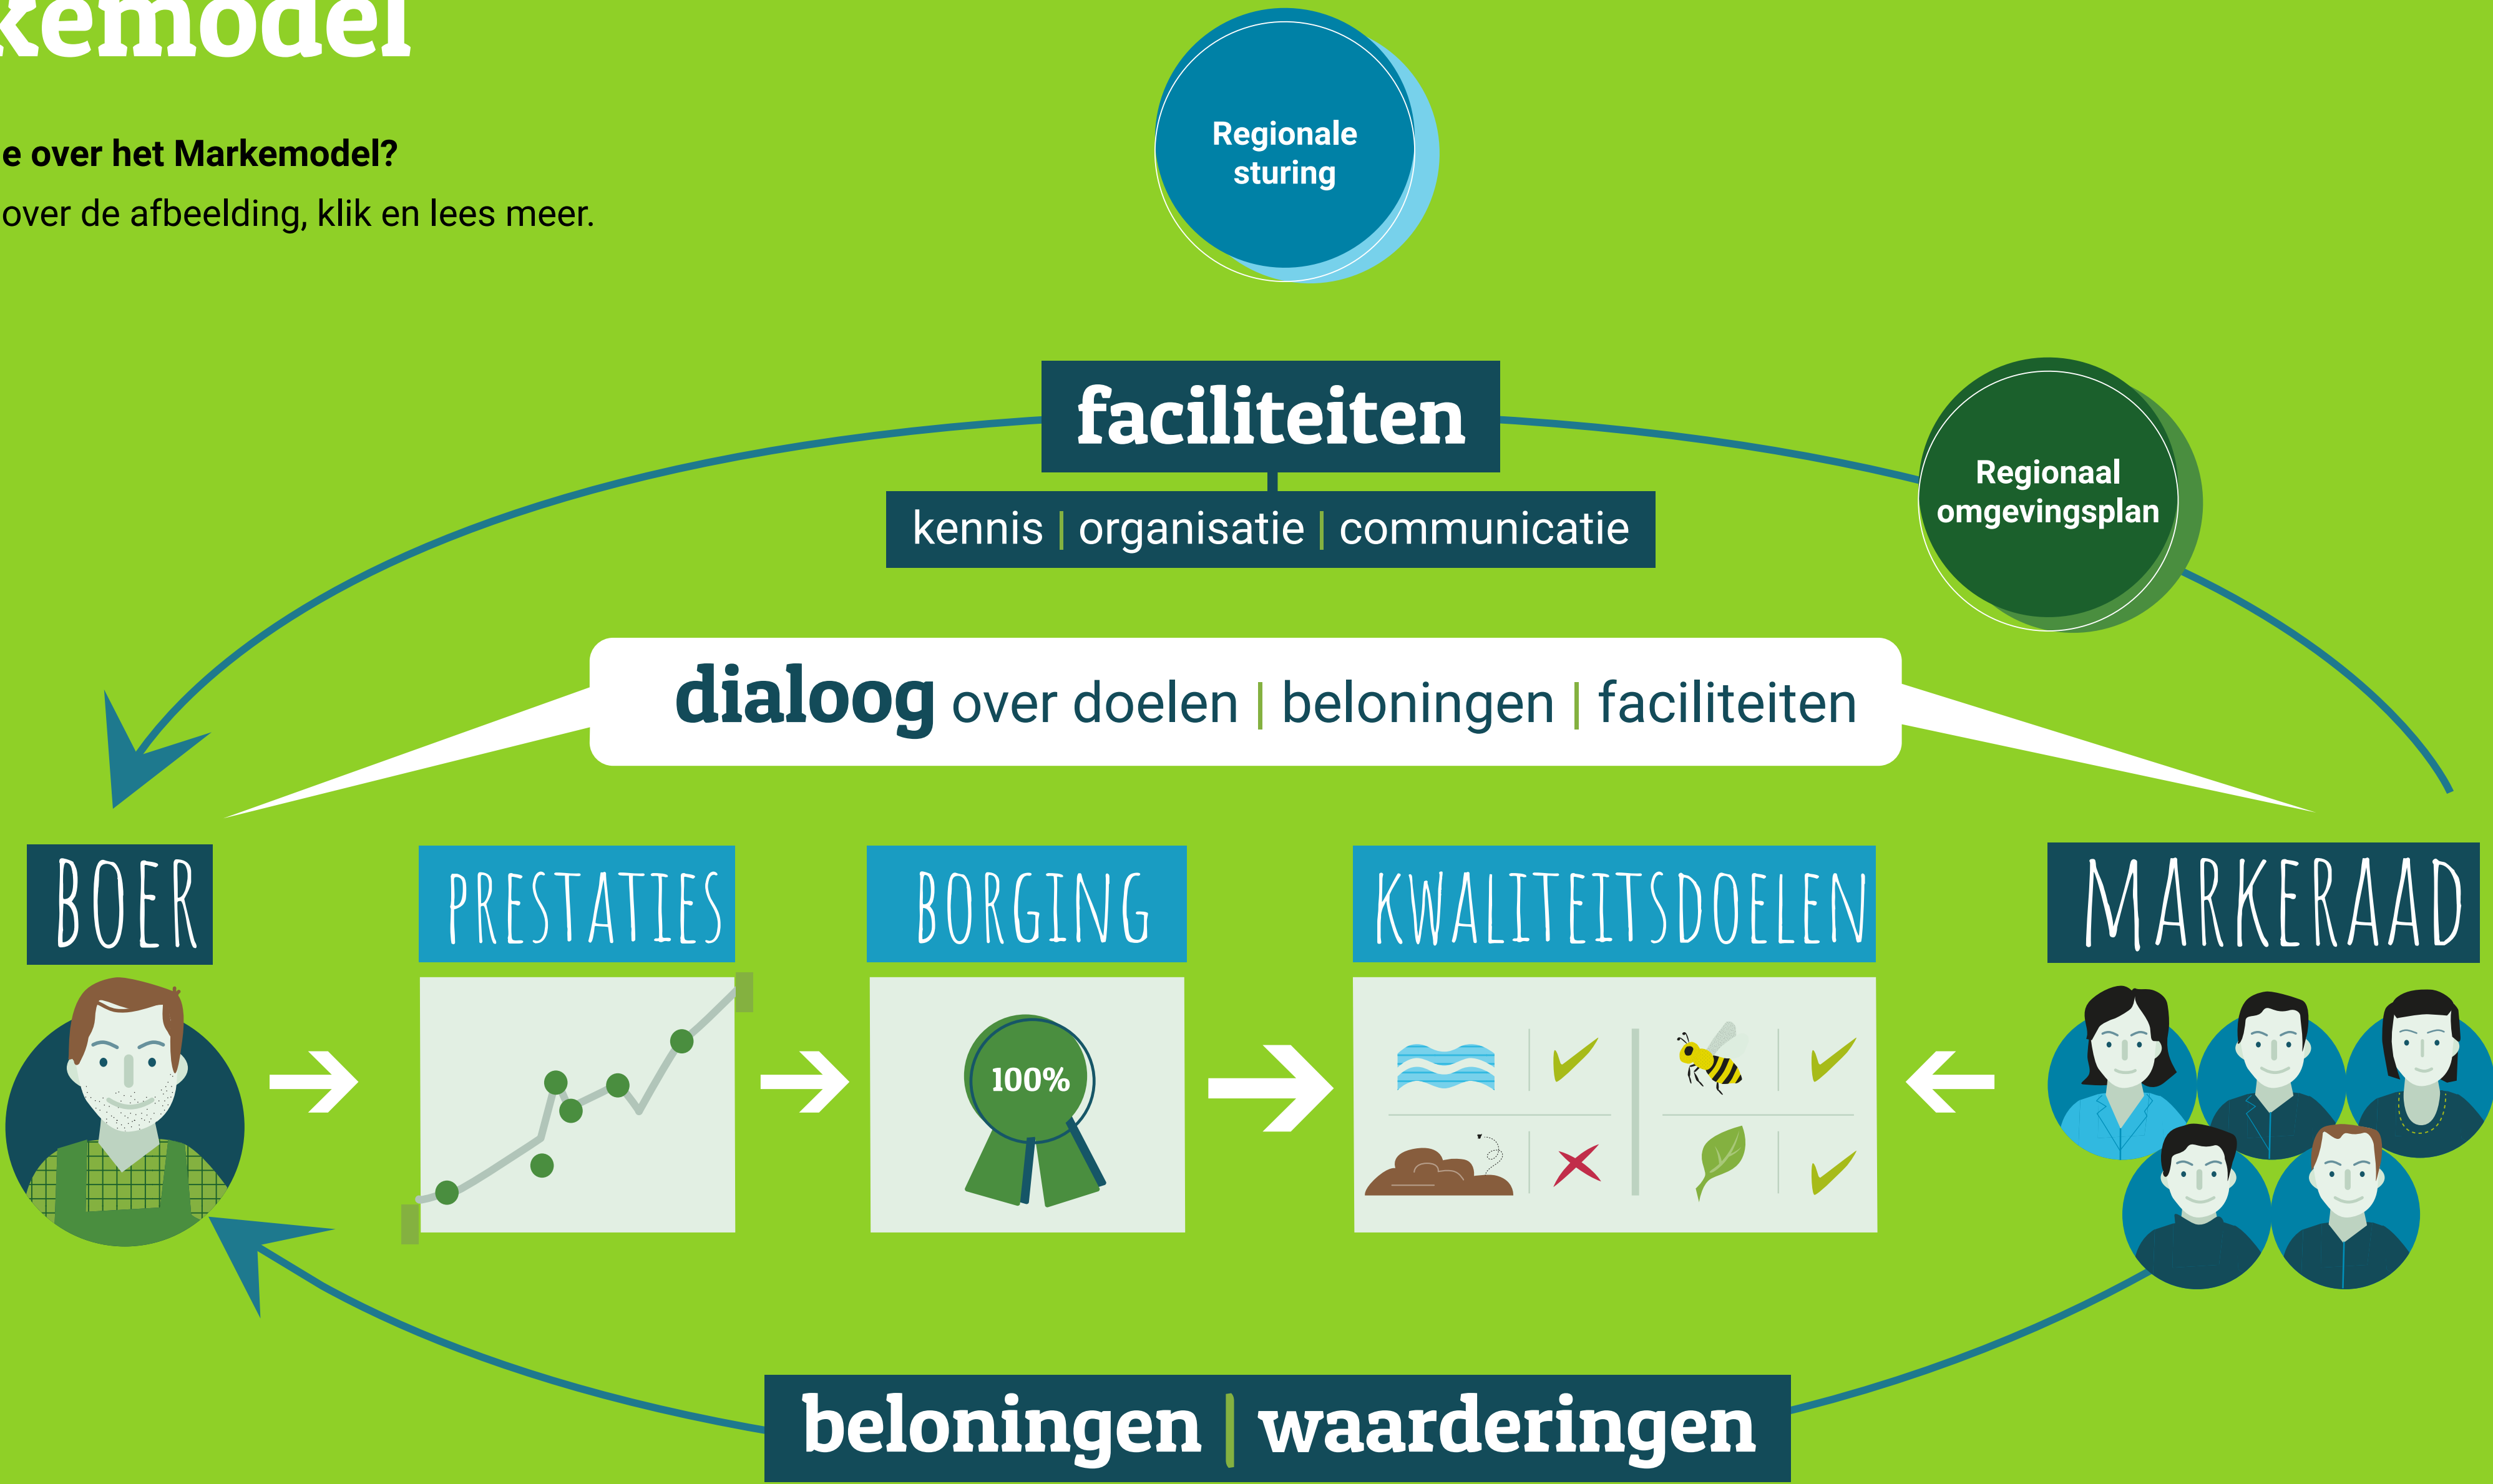 kemodel
e over het Markemodel?
over de afbeelding, klik en lees meer.
Regionale
sturing
faciliteiten
kennis | organisatie | communicatie
Regionaal
omgevingsplan
dialoog over doelen | beloningen | faciliteiten
BOER
PRESTATIES
BORGING
KWALITEITSDOELEN
MARKERAAD
100%
beloningen | waarderingen